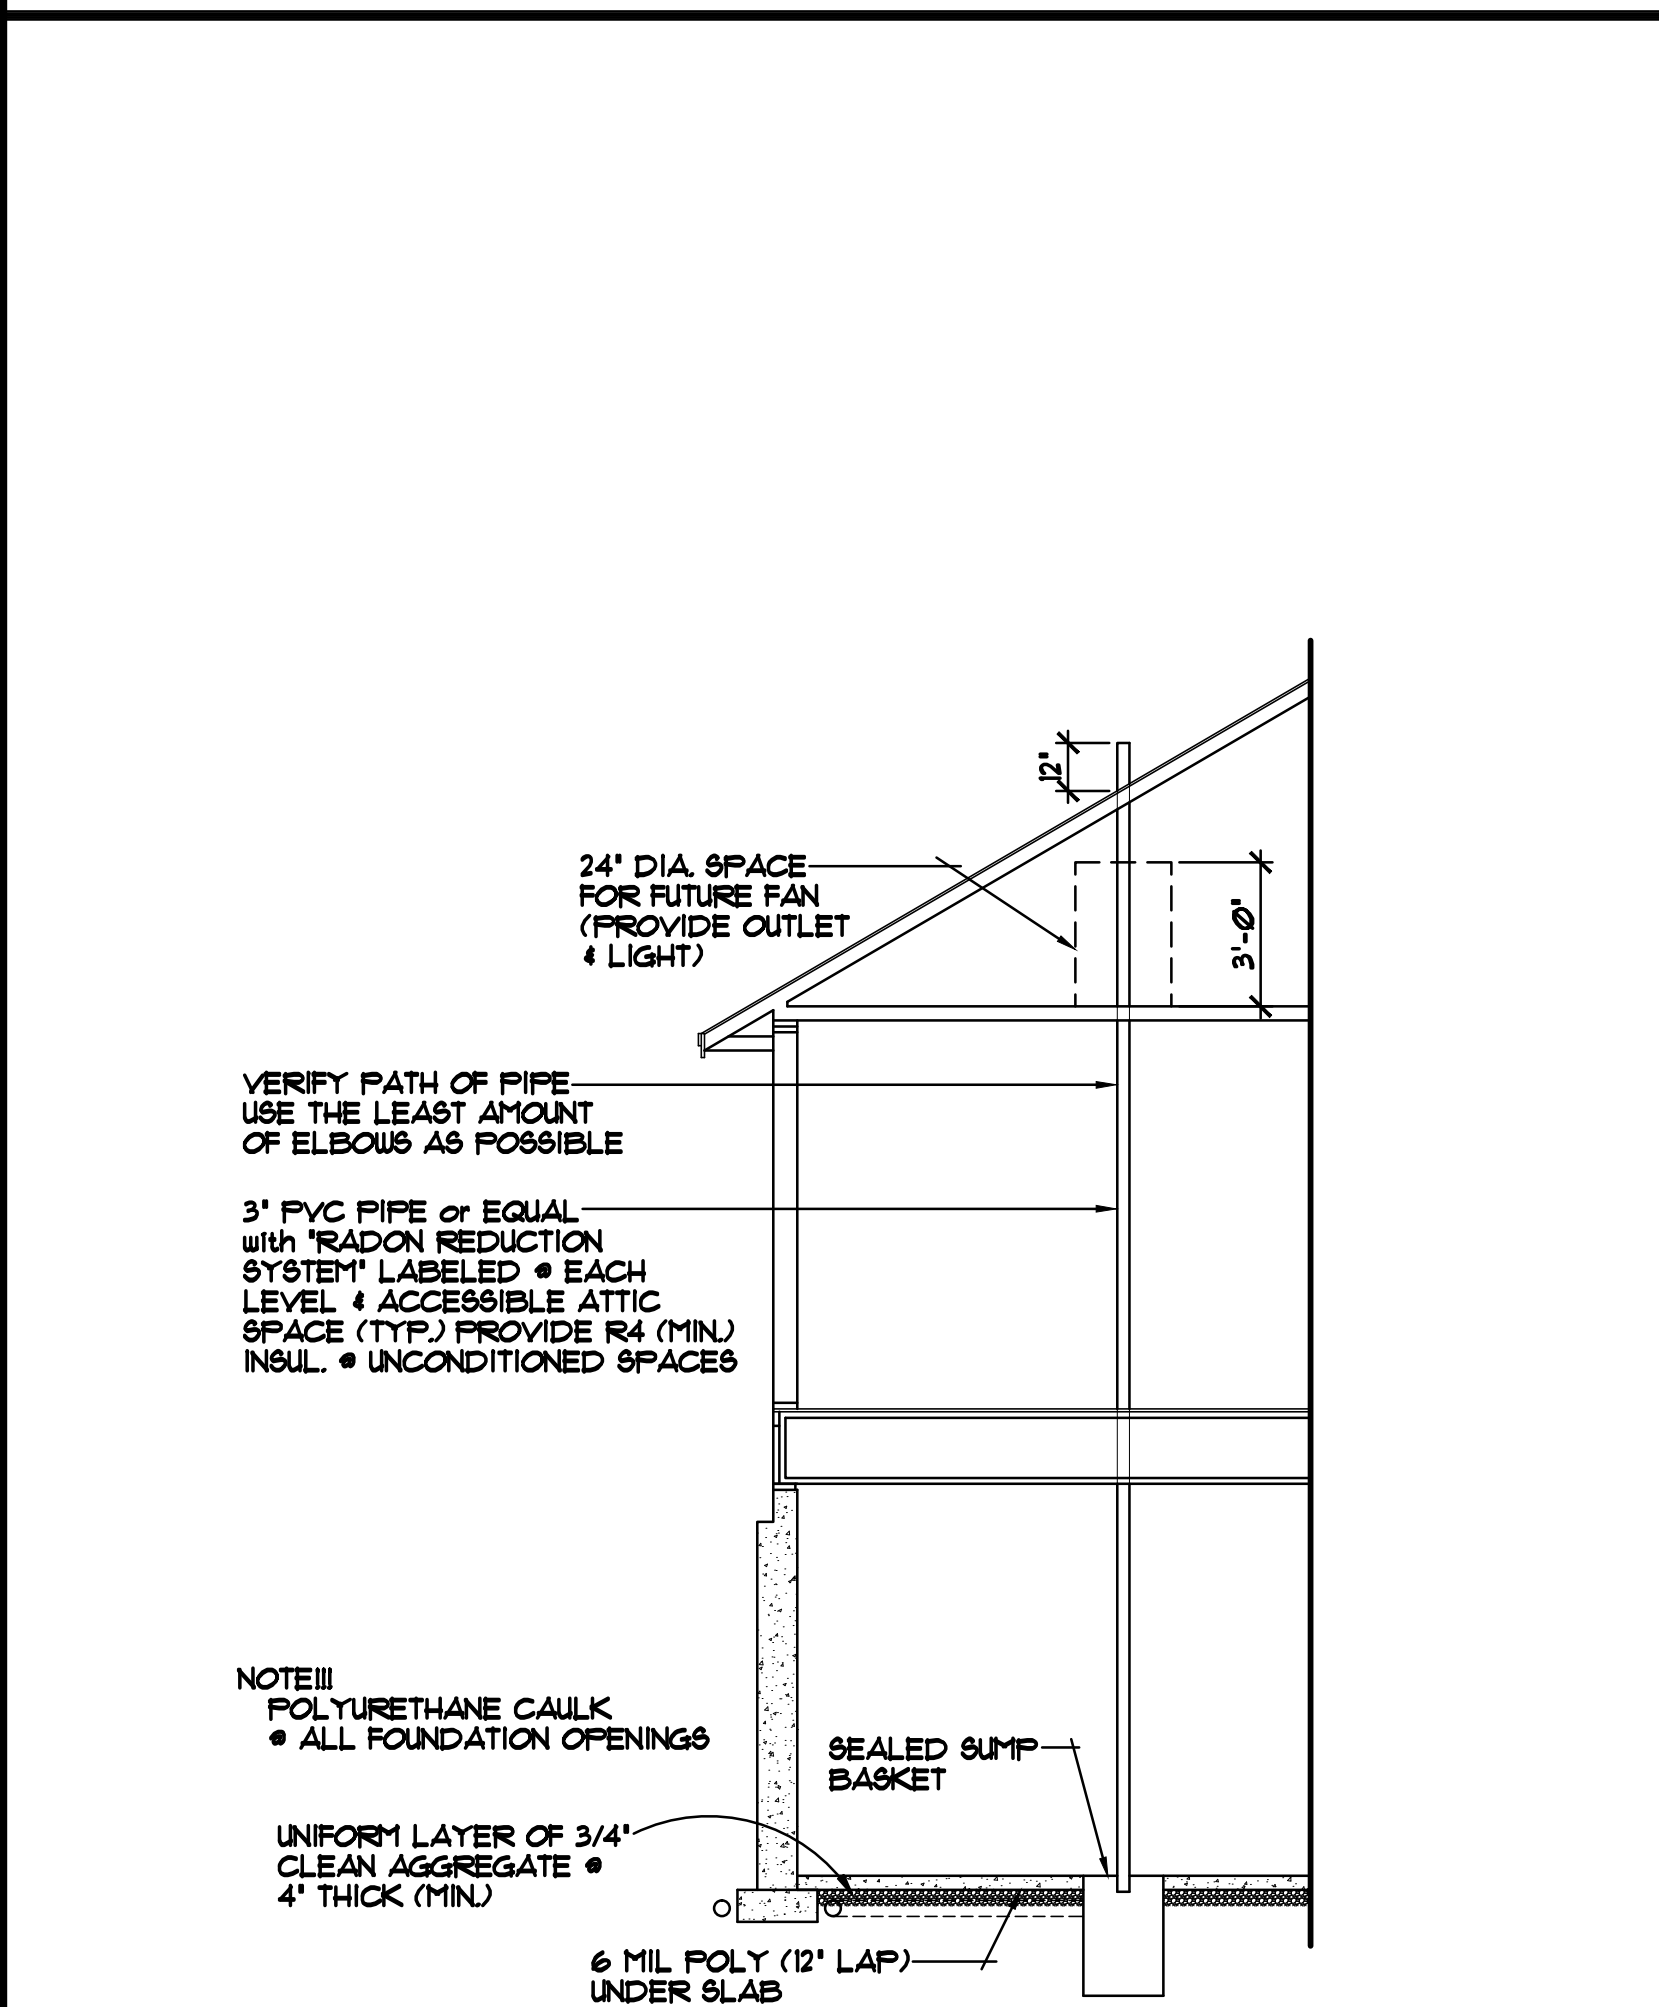 12"
24" DIA. SPACE
FOR FUTURE FAN
(PROVIDE OUTLET
& LIGHT)
3'-0"
VERIFY PATH OF PIPE
USE THE LEAST AMOUNT
OF ELBOWS AS POSSIBLE
3" PVC PIPE or EQUAL
with "RADON REDUCTION
SYSTEM" LABELED @ EACH
LEVEL & ACCESSIBLE ATTIC
SPACE (TYP.) PROVIDE R4 (MIN.)
INSUL. @ UNCONDITIONED SPACES
NOTE!!!
POLYURETHANE CAULK
@ ALL FOUNDATION OPENINGS
SEALED SUMP
BASKET
UNIFORM LAYER OF 3/4"
CLEAN AGGREGATE @
4" THICK (MIN.)
6 MIL POLY (12" LAP)
UNDER SLAB